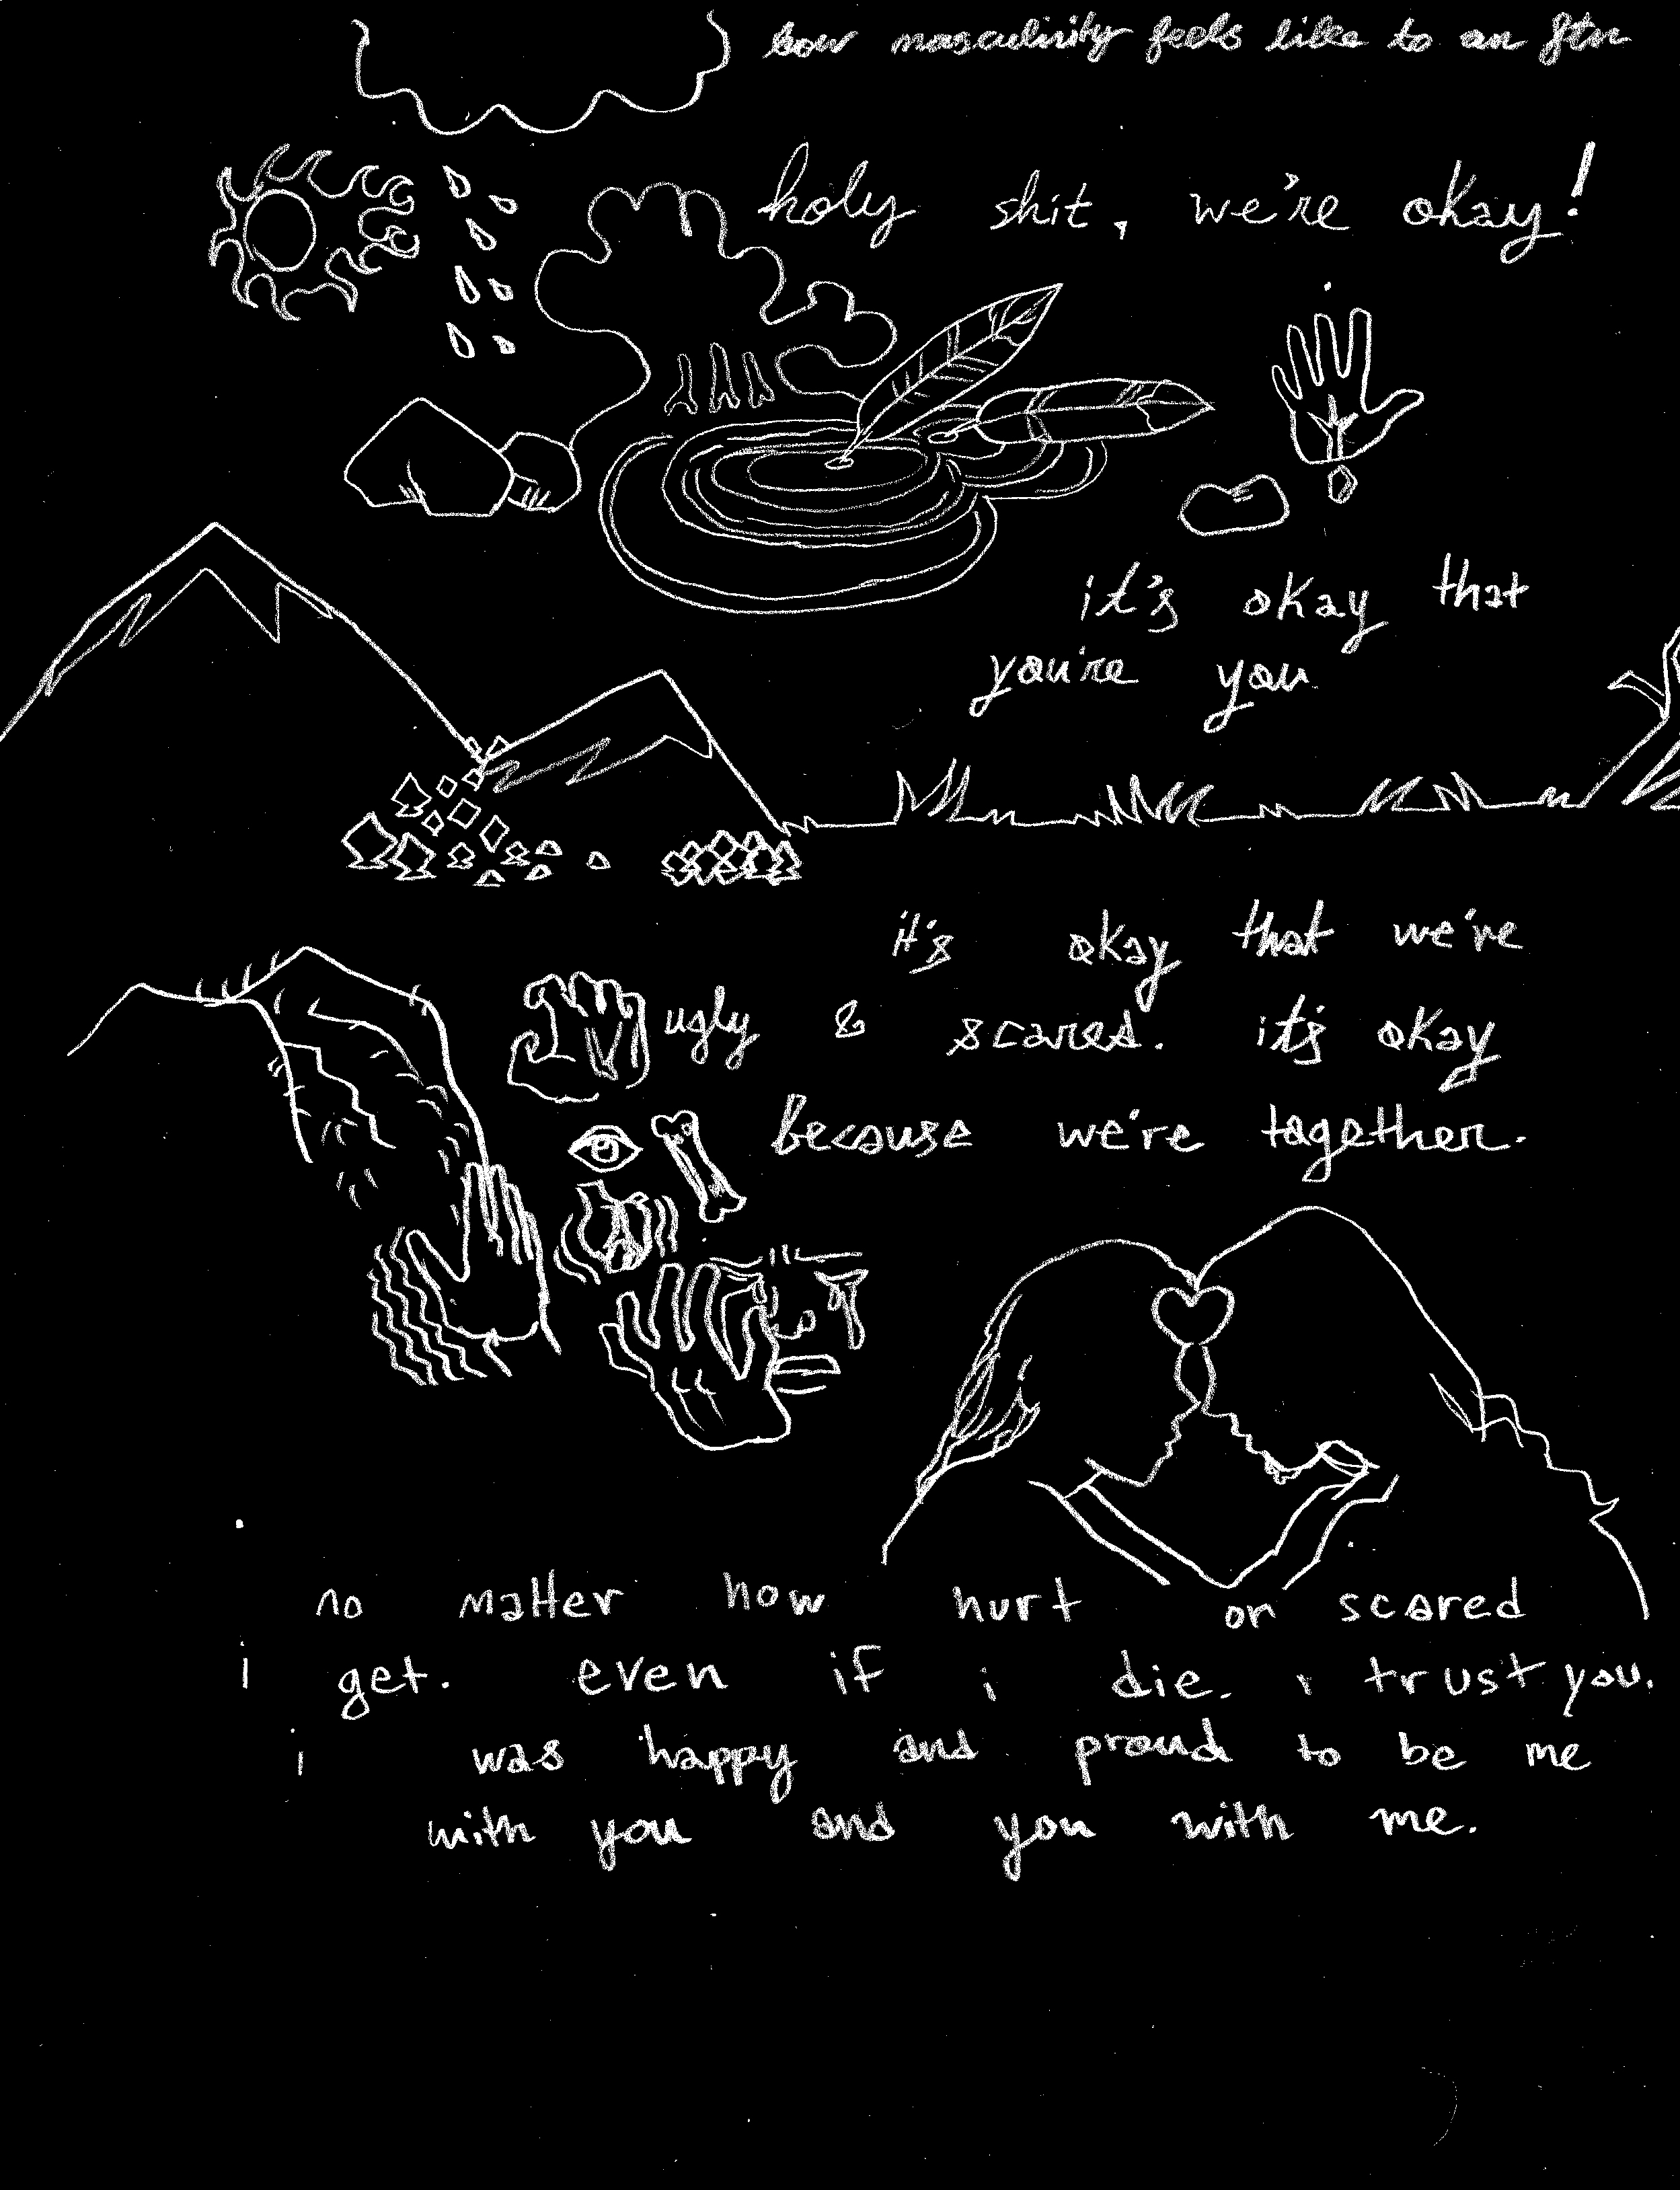 how masculinity feels like to an ftm
holy shit, we're okay!
it's okay that
you're you
it's okay that we're
ugly & scared. it's okay
because we're together.
no matter how hurt or scared
i get. even if i die. i trust you.
i was happy and proud to be me
with you and you with me.